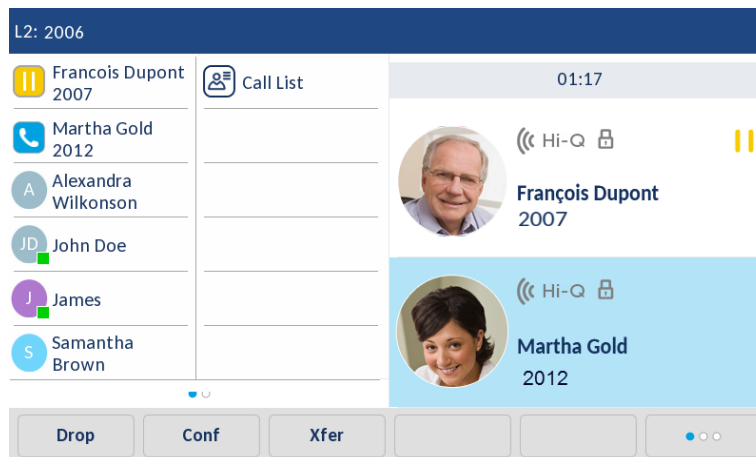 L2: 2006
Francois Dupont
2007
Martha Gold
2012
A
Alexandra
Wilkonson
JD
John Doe
J
James
S
Samantha
Brown
Call List
01:17
Hi-Q
François Dupont
2007
Hi-Q
Martha Gold
2012
Drop
Conf
Xfer